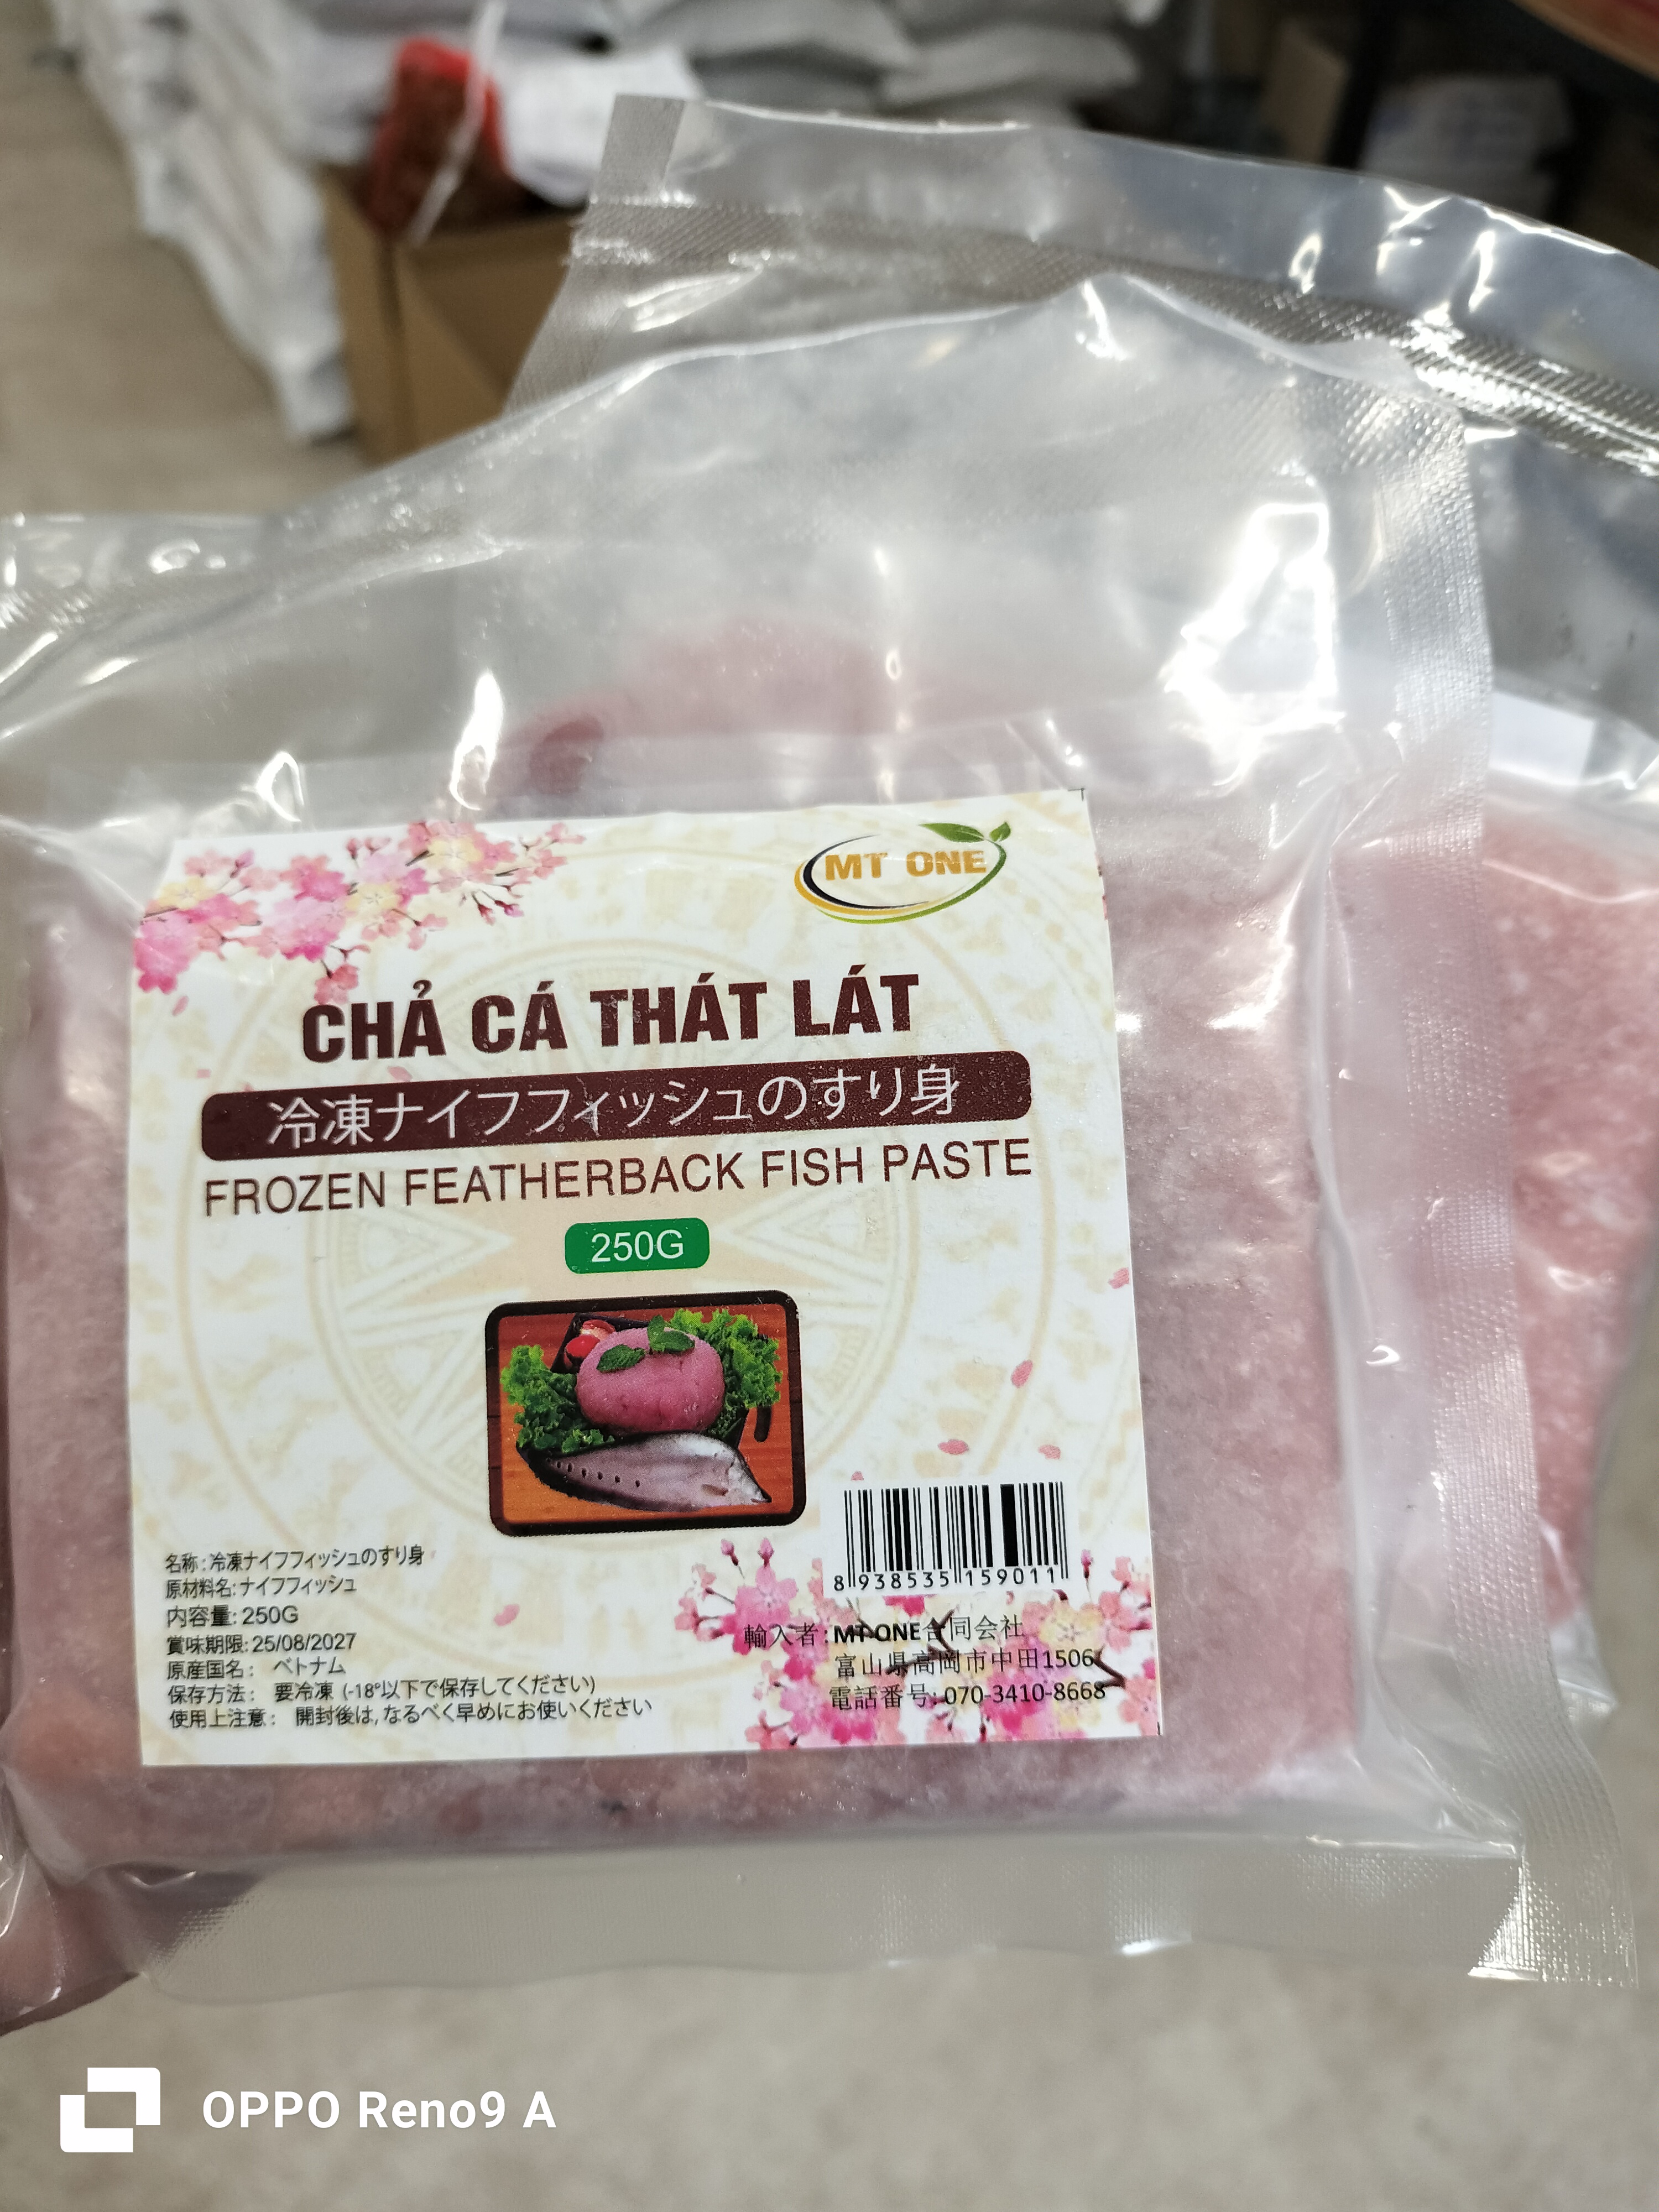 MT ONE
CHẢ CÁ THÁT LÁT
冷凍ナイフフィッシュのすり身
FROZEN FEATHERBACK FISH PASTE
250G
名称:冷凍ナイフフィッシュのすり身
原材料名:ナイフフィッシュ
内容量:250G
賞味期限:25/08/2027
原産国名: ベトナム
保存方法: 要冷凍 (-18°以下で保存してください)
使用上注意: 開封後は,なるべく早めにお使いください
8 938535 159011
輸入者:MT ONE合同会社
富山県高岡市中田1506
電話番号:070-3410-8668
OPPO Reno9 A